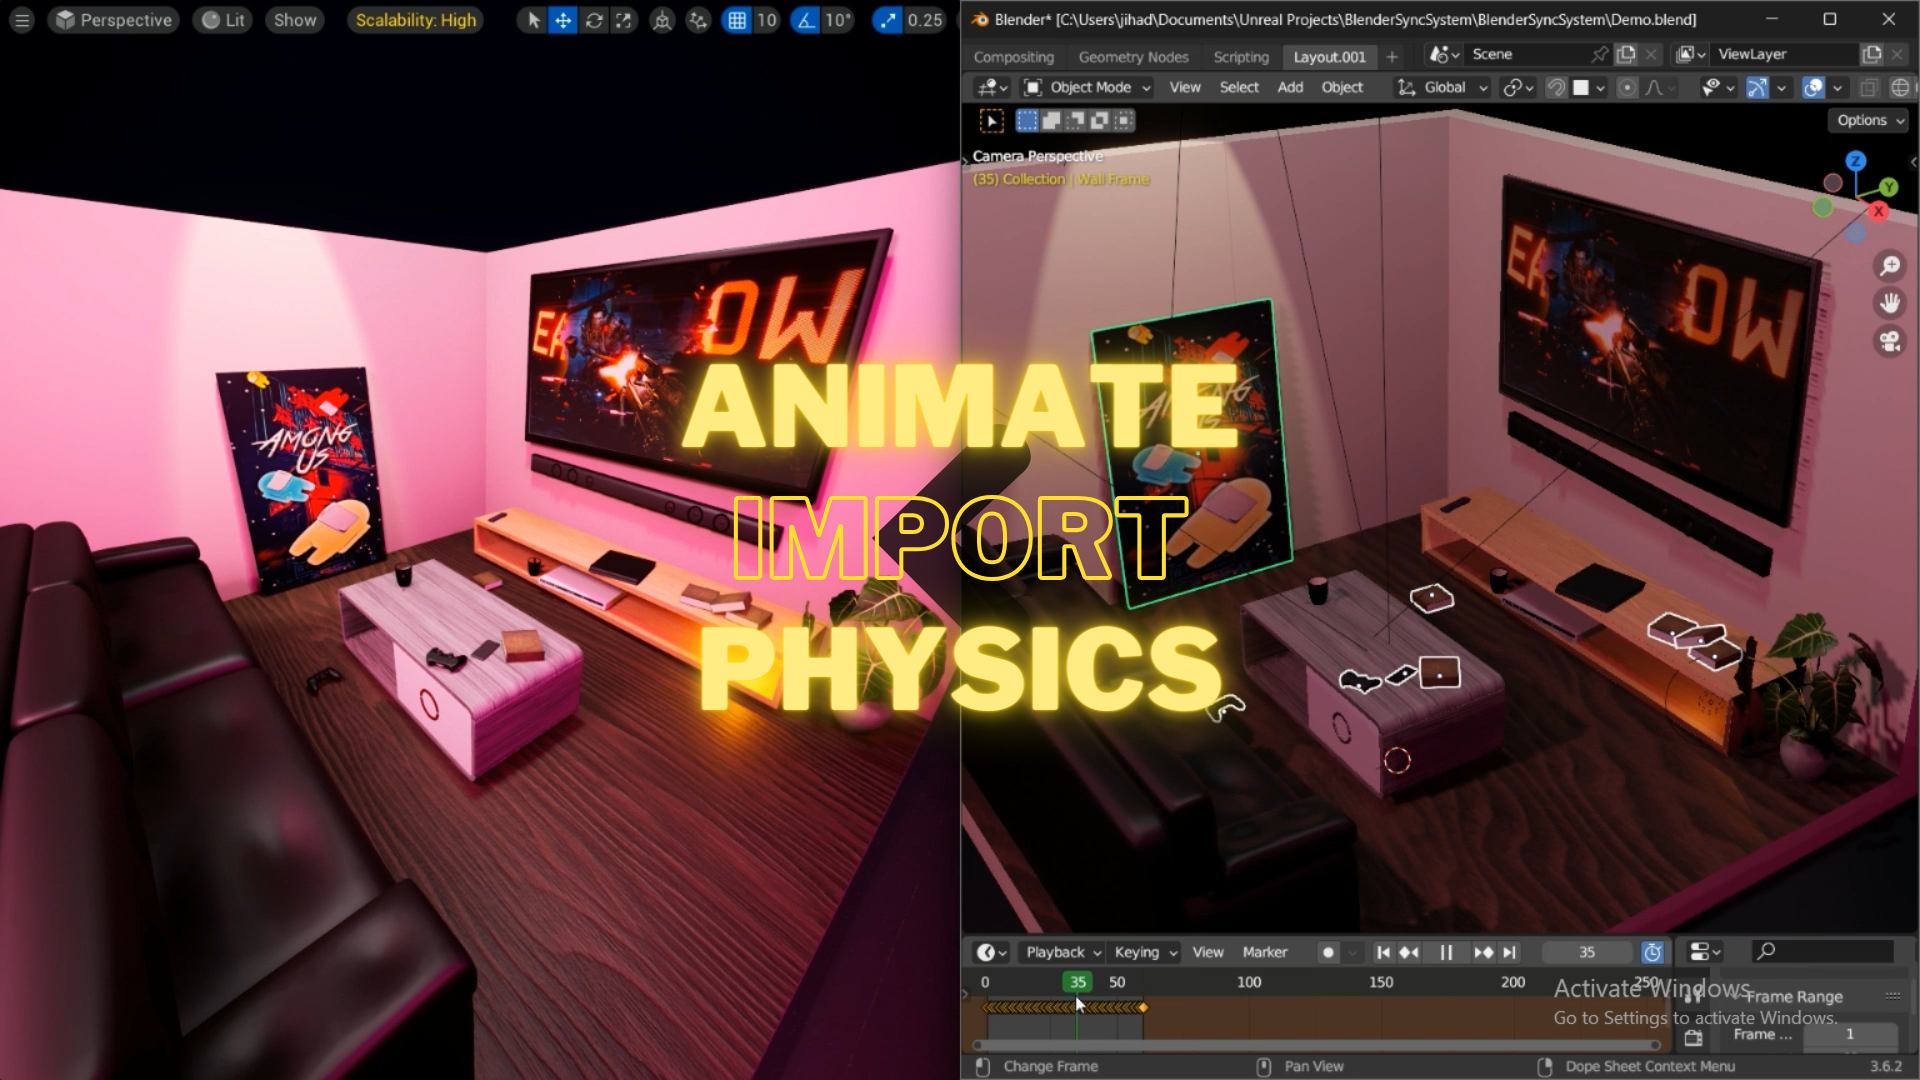 Perspective Lit Show Scalability: High 10 10° 0.25
Blender* [C:\Users\jihad\Documents\Unreal Projects\BlenderSyncSystem\BlenderSyncSystem\Demo.blend]
Compositing Geometry Nodes Scripting Layout.001 + Scene ViewLayer
Object Mode View Select Add Object Global
Options
Camera Perspective
(35) Collection | Wall Frame
Z
Y
X
EA OW
EA OW
AMONG US
ANIMATE
IMPORT
PHYSICS
Playback Keying View Marker 35
0 35 50 100 150 200 250
Activate Windows
Go to Settings to activate Windows.
Frame Range
Frame ... 1
Change Frame Pan View Dope Sheet Context Menu 3.6.2